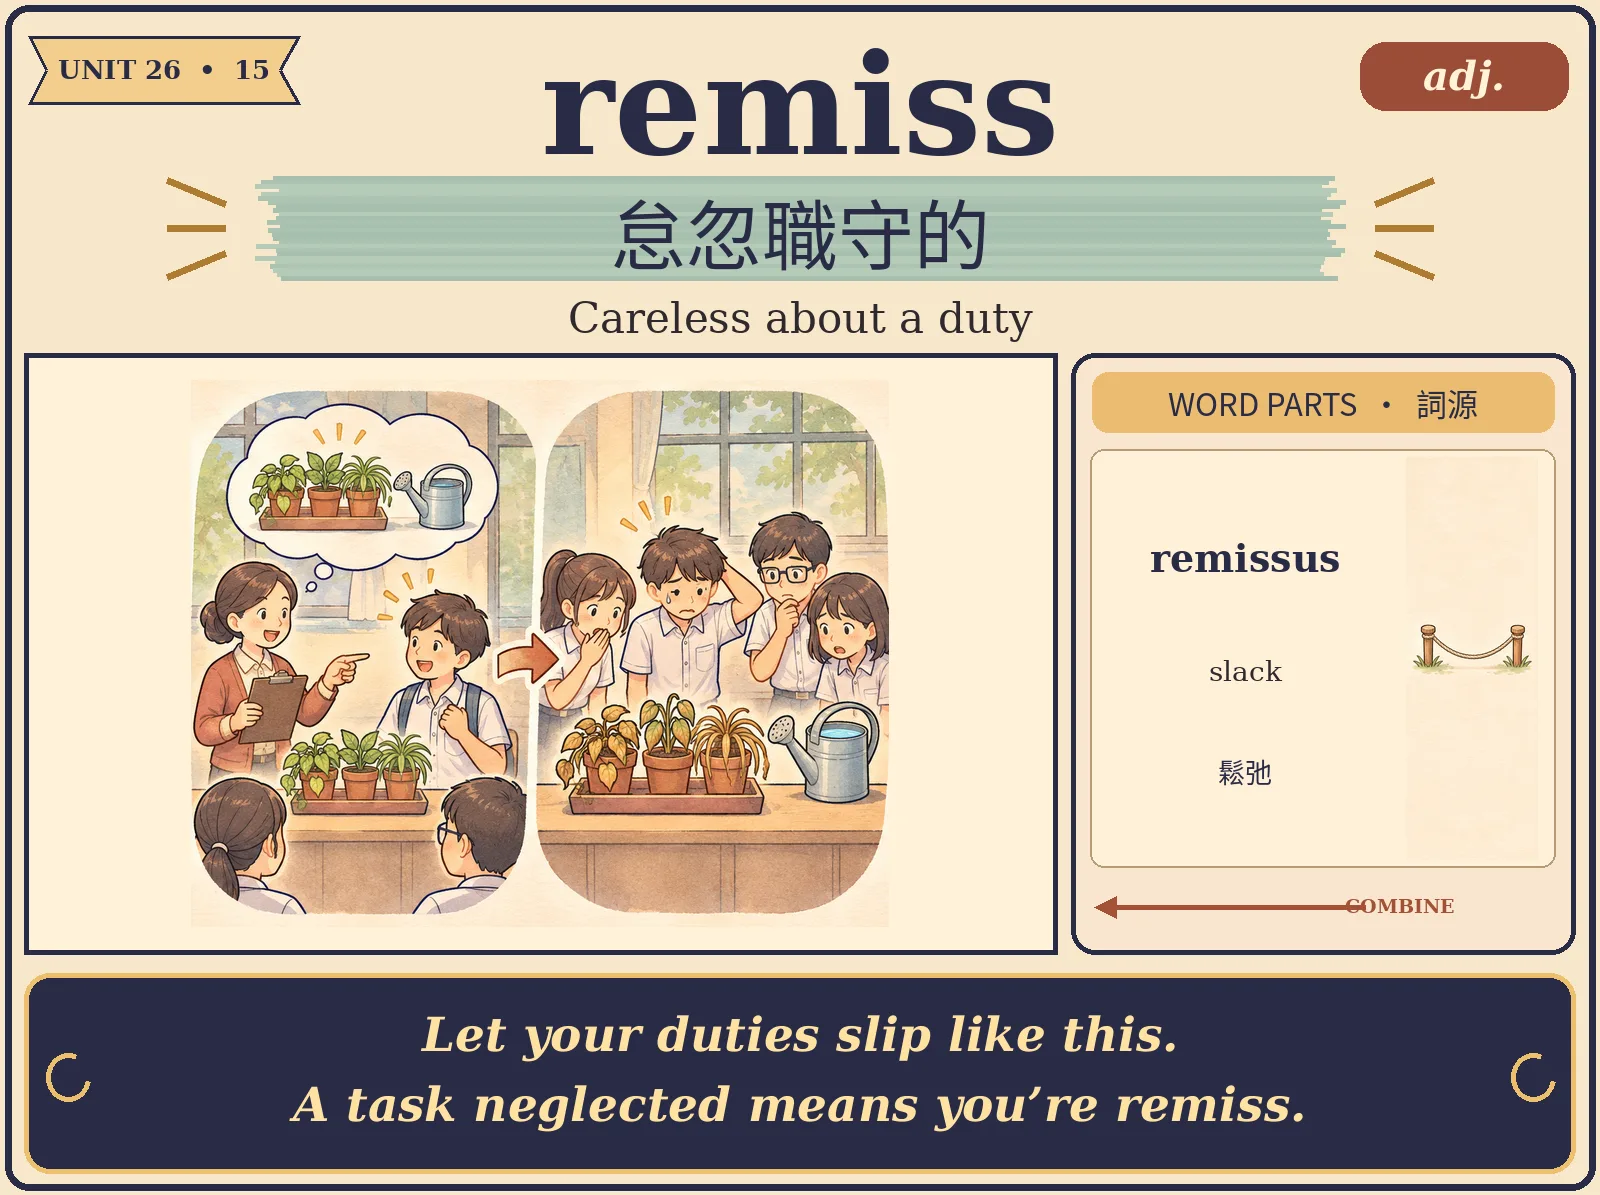 UNIT 26 • 15
remiss
adj.
怠忽職守的
Careless about a duty
WORD PARTS • 詞源
remissus
slack
鬆弛
COMBINE
Let your duties slip like this.
A task neglected means you’re remiss.